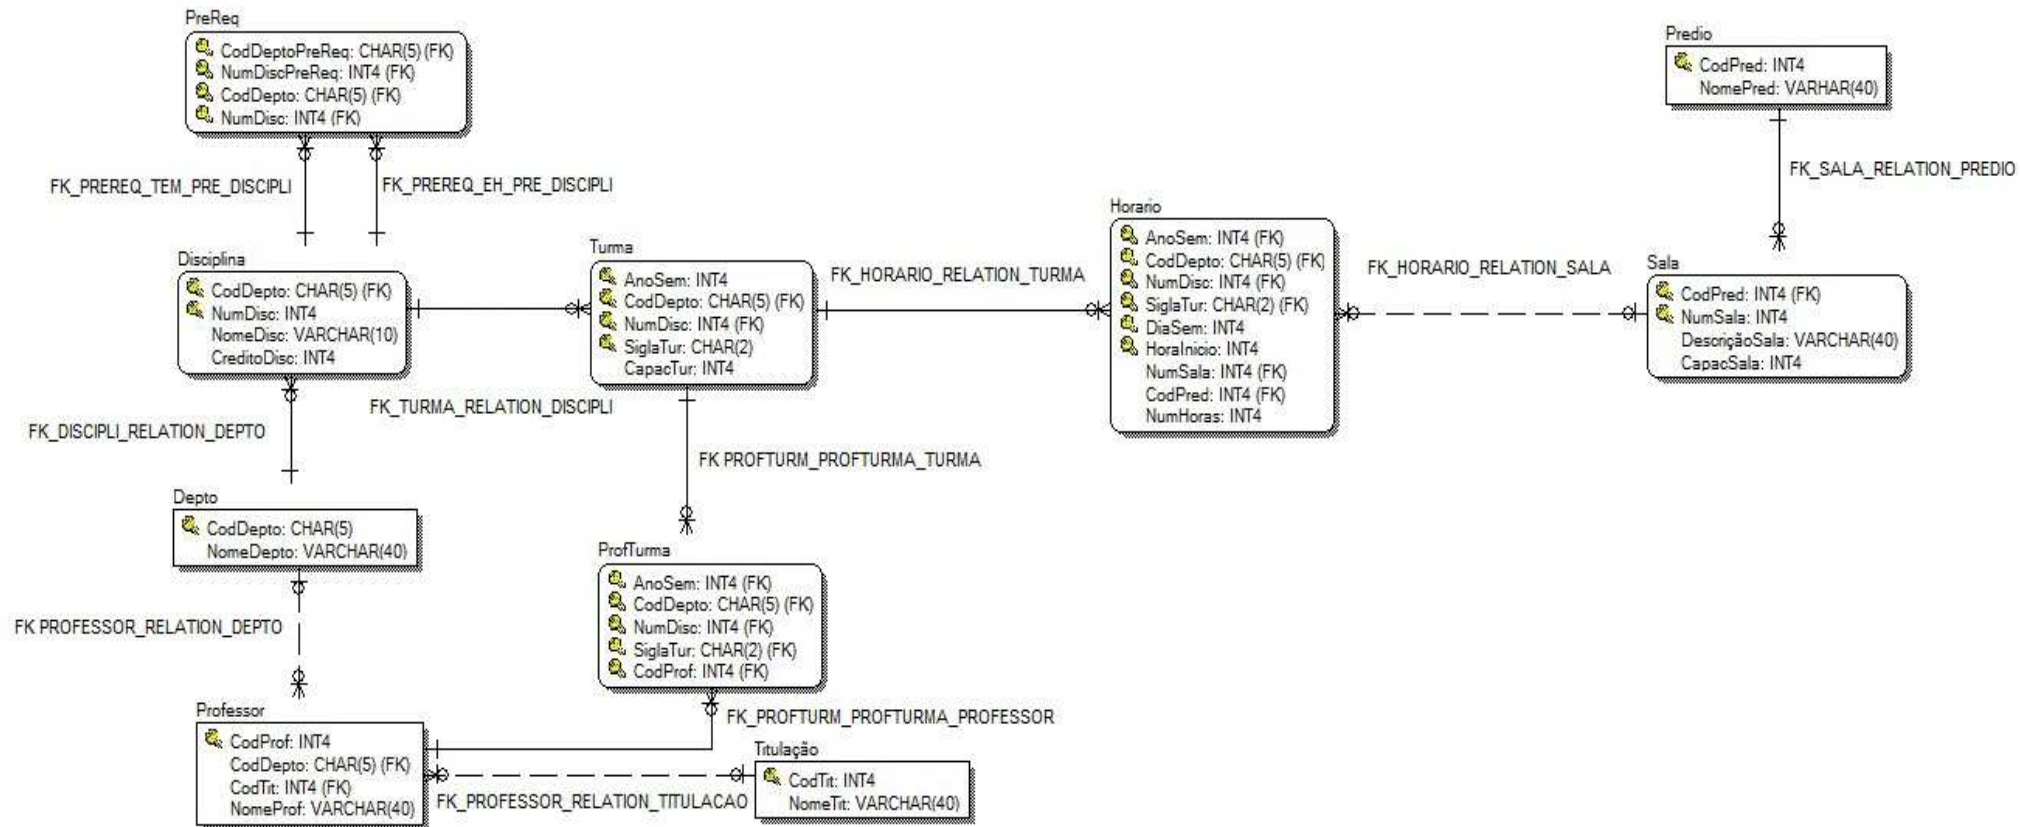 PreReq
CodDeptoPreReq: CHAR(5) (FK)
NumDiscPreReq: INT4 (FK)
CodDepto: CHAR(5) (FK)
NumDisc: INT4 (FK)
FK_PREREQ_TEM_PRE_DISCIPLI
FK_PREREQ_EH_PRE_DISCIPLI
Predio
CodPred: INT4
NomePred: VARHAR(40)
FK_SALA_RELATION_PREDIO
Disciplina
CodDepto: CHAR(5) (FK)
NumDisc: INT4
NomeDisc: VARCHAR(10)
CreditoDisc: INT4
FK_TURMA_RELATION_DISCIPLI
Turma
AnoSem: INT4
CodDepto: CHAR(5) (FK)
NumDisc: INT4 (FK)
SiglaTur: CHAR(2)
CapacTur: INT4
FK_HORARIO_RELATION_TURMA
Horario
AnoSem: INT4 (FK)
CodDepto: CHAR(5) (FK)
NumDisc: INT4 (FK)
SiglaTur: CHAR(2) (FK)
DiaSem: INT4
HoraInicio: INT4
NumSala: INT4 (FK)
CodPred: INT4 (FK)
NumHoras: INT4
FK_HORARIO_RELATION_SALA
Sala
CodPred: INT4 (FK)
NumSala: INT4
DescriçãoSala: VARCHAR(40)
CapacSala: INT4
FK_DISCIPLI_RELATION_DEPTO
FK PROFTURM_PROFTURMA_TURMA
Depto
CodDepto: CHAR(5)
NomeDepto: VARCHAR(40)
FK PROFESSOR_RELATION_DEPTO
ProfTurma
AnoSem: INT4 (FK)
CodDepto: CHAR(5) (FK)
NumDisc: INT4 (FK)
SiglaTur: CHAR(2) (FK)
CodProf: INT4 (FK)
FK_PROFTURM_PROFTURMA_PROFESSOR
Professor
CodProf: INT4
CodDepto: CHAR(5) (FK)
CodTit: INT4 (FK)
NomeProf: VARCHAR(40)
FK_PROFESSOR_RELATION_TITULACAO
Titulação
CodTit: INT4
NomeTit: VARCHAR(40)